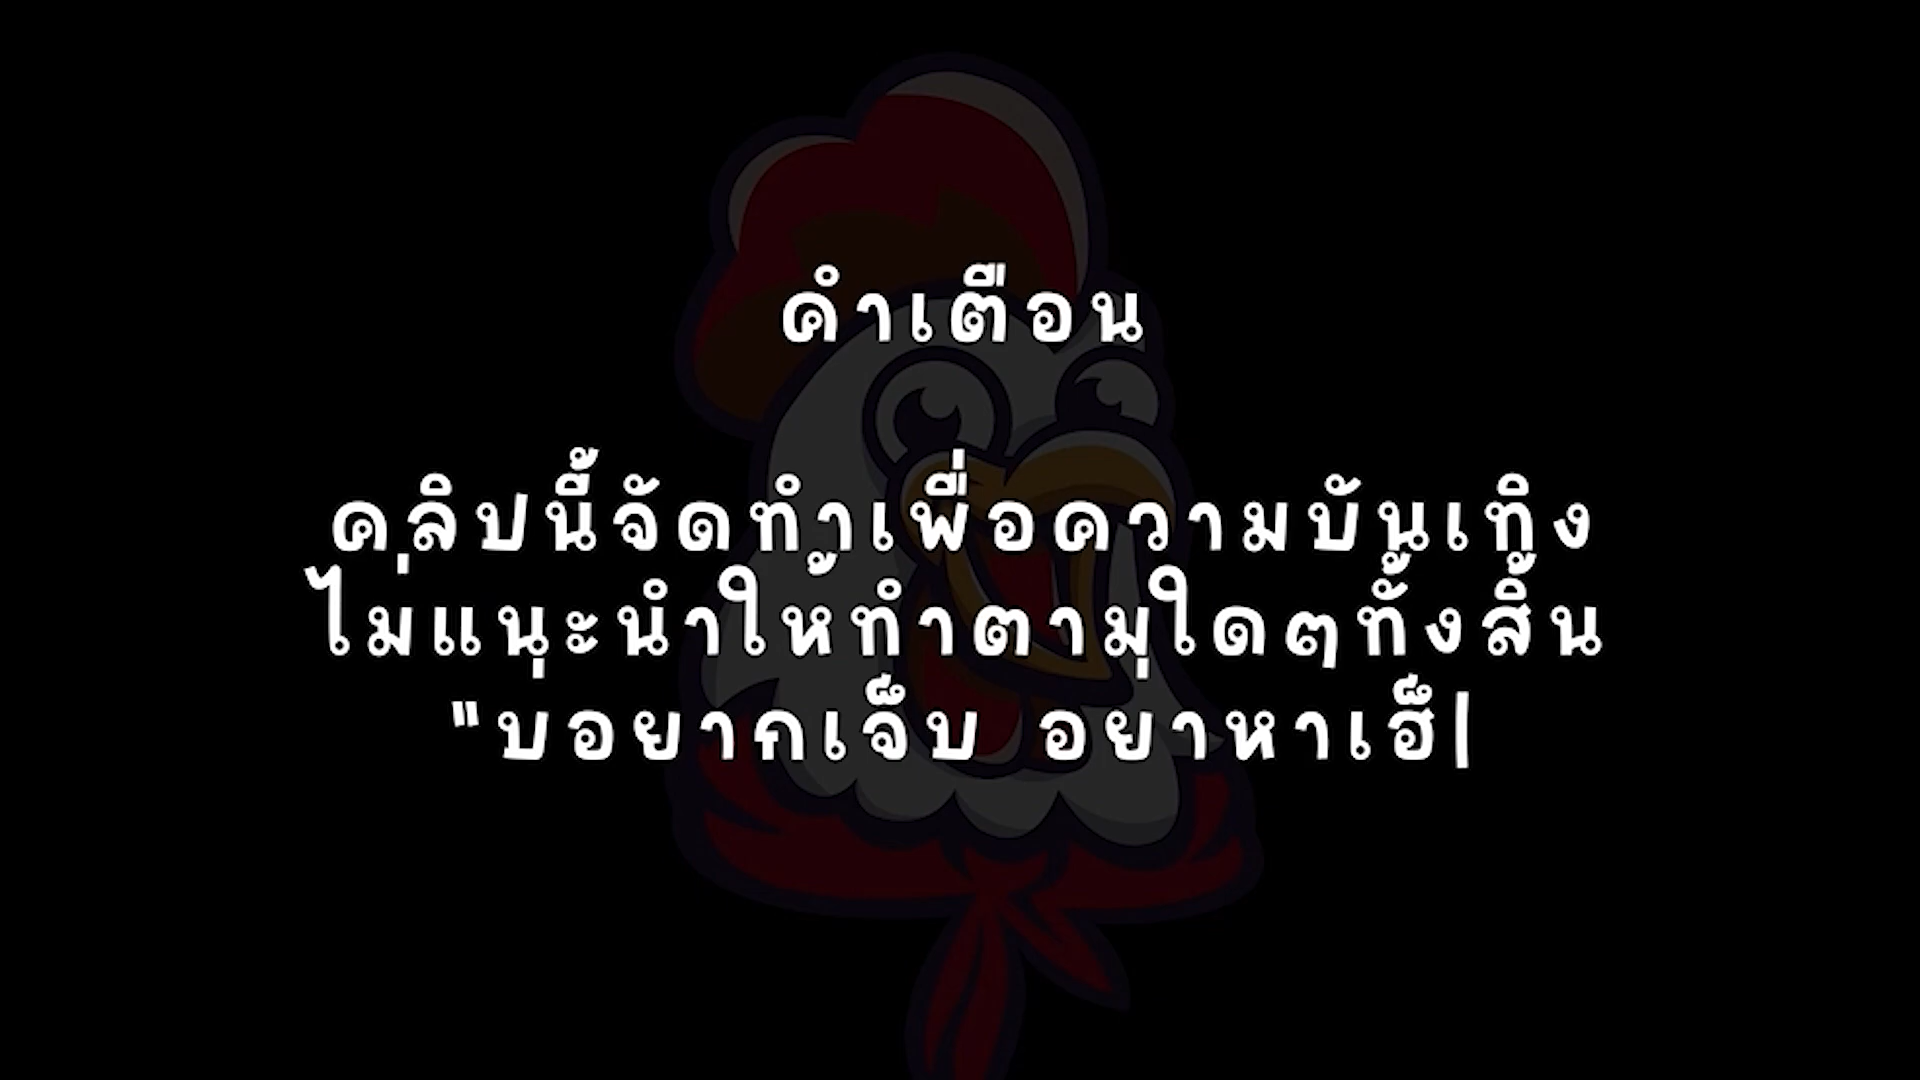 คำเตือน
คลิปนี้จัดทำเพื่อความบันเทิง
ไม่แนะนำให้ทำตามใดๆทั้งสิ้น
"บ่อยากเจ็บ อย่าหาเฮ็|